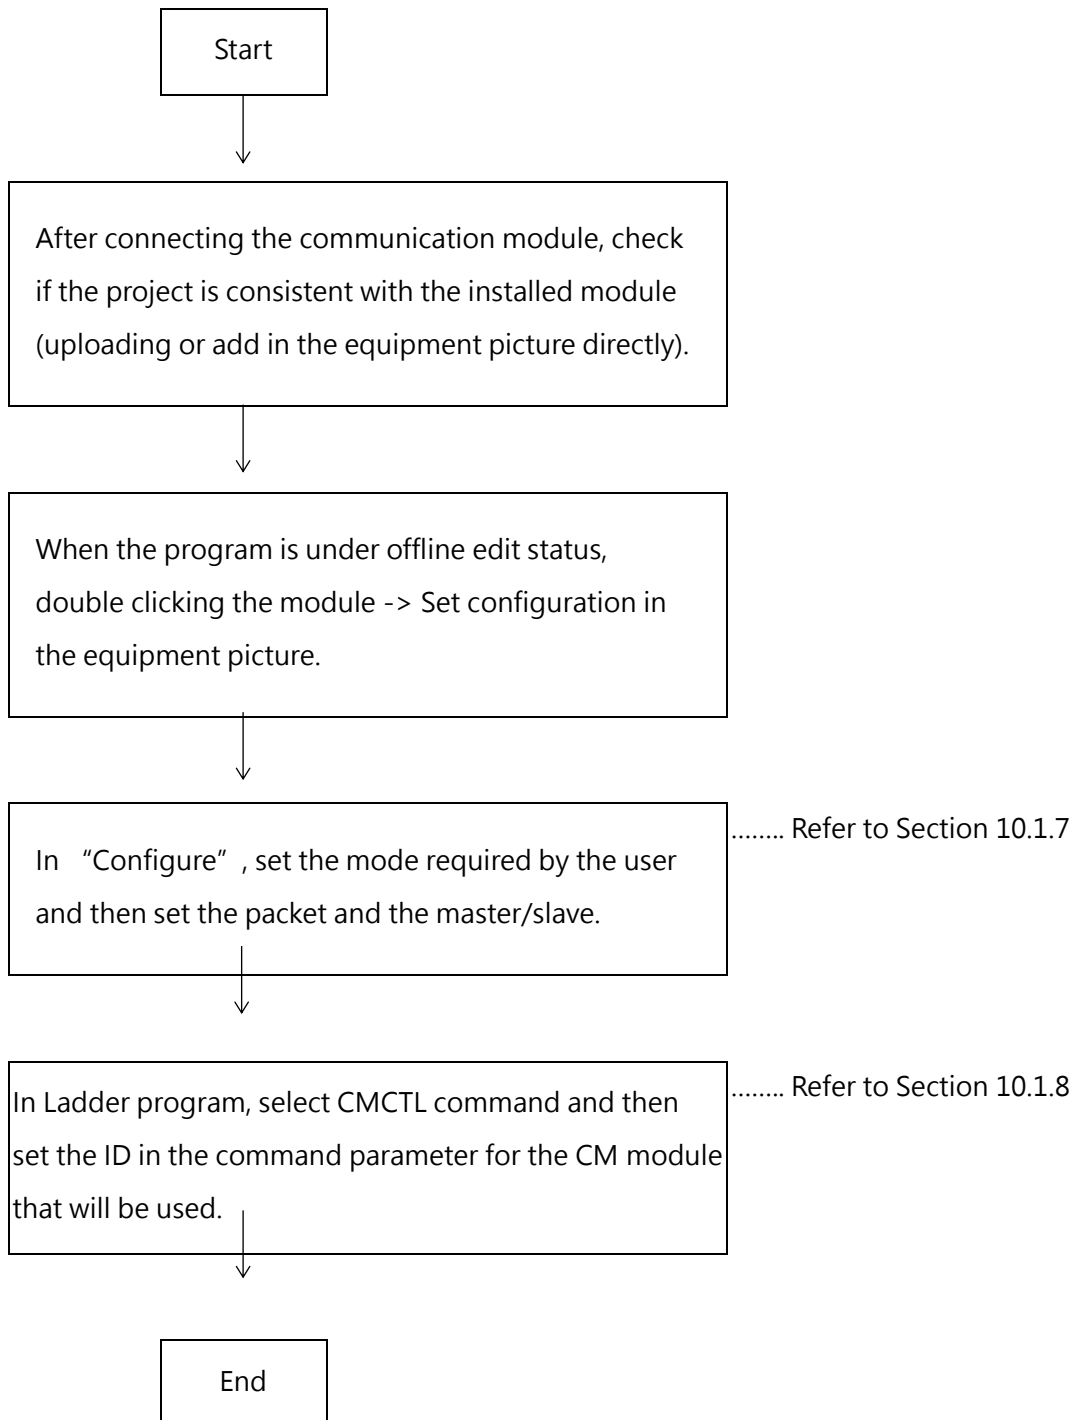 Start
After connecting the communication module, check
if the project is consistent with the installed module
(uploading or add in the equipment picture directly).
When the program is under offline edit status,
double clicking the module -> Set configuration in
the equipment picture.
........ Refer to Section 10.1.7
In “Configure”, set the mode required by the user
and then set the packet and the master/slave.
........ Refer to Section 10.1.8
In Ladder program, select CMCTL command and then
set the ID in the command parameter for the CM module
that will be used.
End